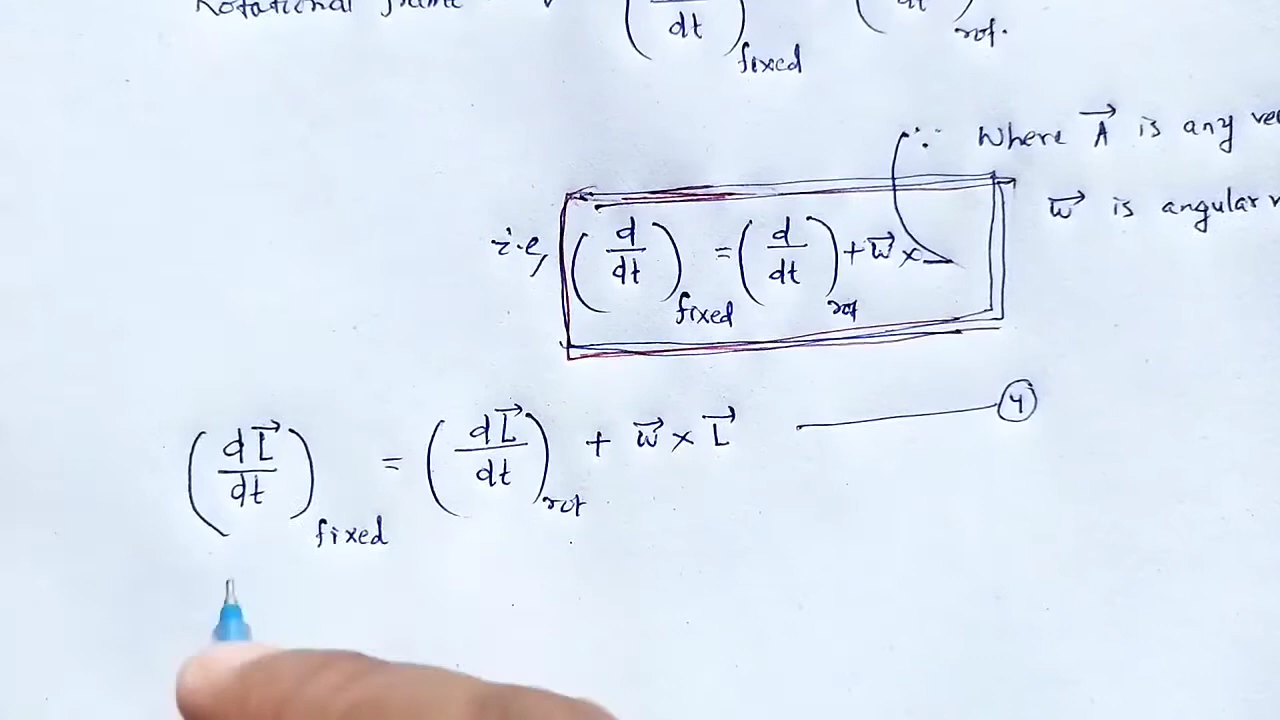 Rotational frame
(d/dt)fixed (dt)rot.
∵ Where A⃗ is any
w⃗ is angular
i.e, (d/dt)fixed = (d/dt)rot + w⃗ ×
(dL⃗/dt)fixed = (dL⃗/dt)rot + w⃗ × L⃗ —— (4)